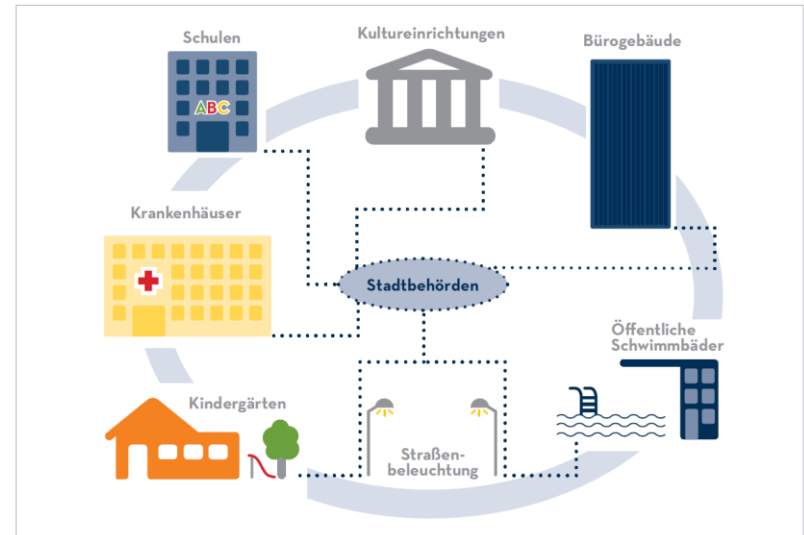 Schulen
Kultureinrichtungen
Bürogebäude
ABC
Krankenhäuser
Stadtbehörden
Öffentliche
Schwimmbäder
Kindergärten
Straßen-
beleuchtung